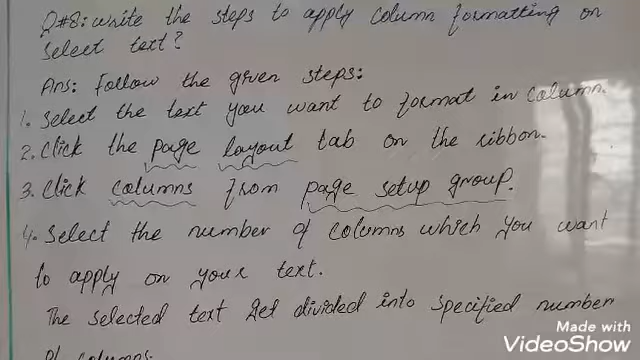 Q#8: write the steps to apply column formatting on
select text?
Ans: Follow the given steps:
1. Select the text you want to format in column.
2. Click the page layout tab on the ribbon.
3. Click columns from page setup group.
4. Select the number of columns which you want
to apply on your text.
The selected text get divided into specified number
of columns.
Made with
VideoShow